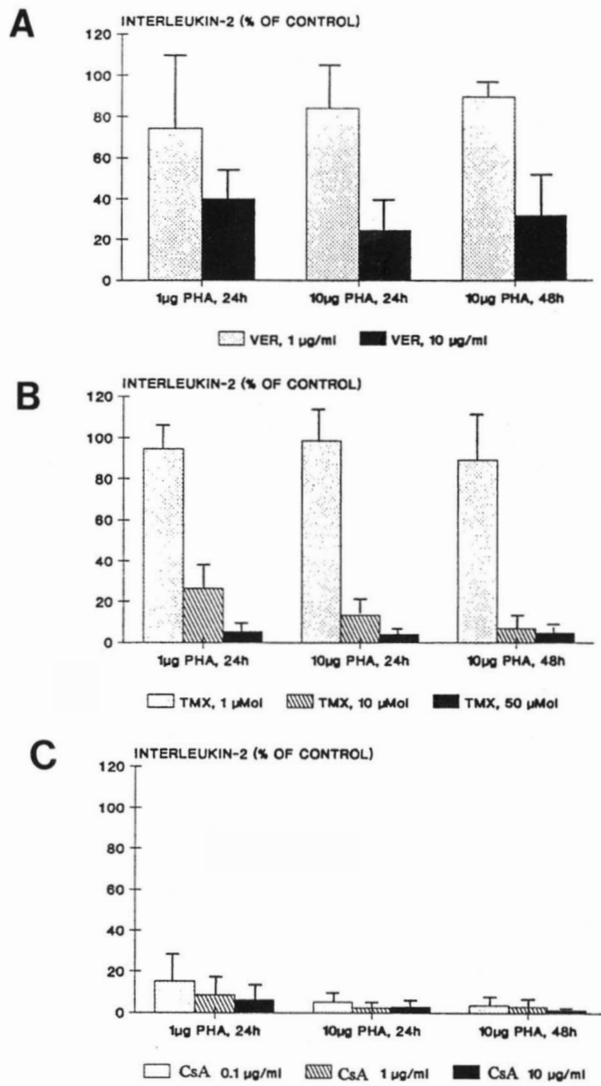 A
INTERLEUKIN-2 (% OF CONTROL)
120
100
80
60
40
20
0
1µg PHA, 24h 10µg PHA, 24h 10µg PHA, 48h
VER, 1 µg/ml VER, 10 µg/ml
B
INTERLEUKIN-2 (% OF CONTROL)
120
100
80
60
40
20
0
1µg PHA, 24h 10µg PHA, 24h 10µg PHA, 48h
TMX, 1 µMol TMX, 10 µMol TMX, 50 µMol
C
INTERLEUKIN-2 (% OF CONTROL)
120
100
80
60
40
20
0
1µg PHA, 24h 10µg PHA, 24h 10µg PHA, 48h
CsA 0.1 µg/ml CsA 1 µg/ml CsA 10 µg/ml